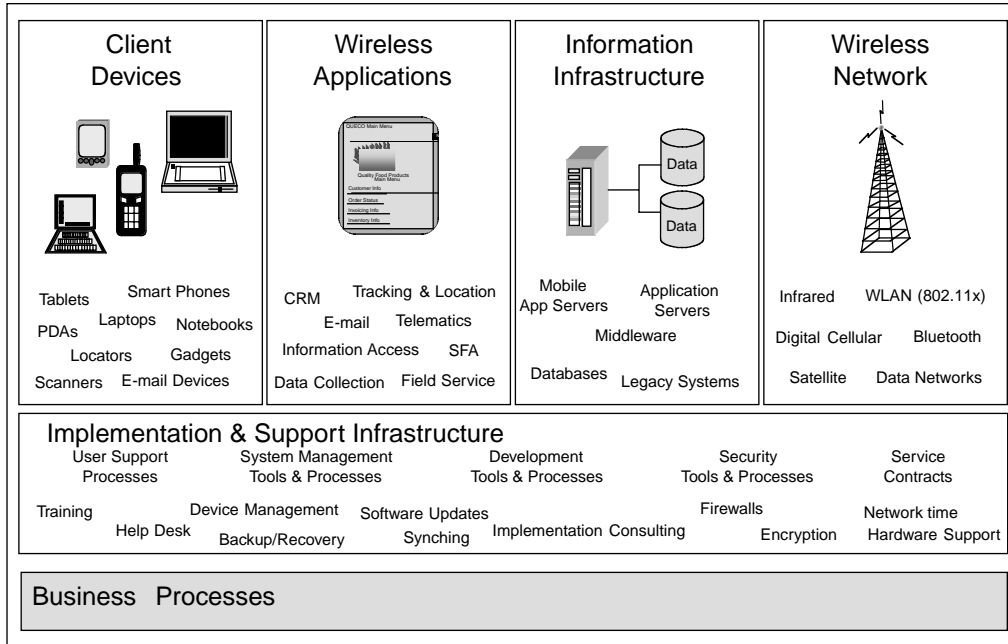 Client
Devices
Wireless
Applications
Information
Infrastructure
Wireless
Network
QUECO Main Menu
Quality Food Products
Main Menu
Customer Info
Order Status
Invoicing Info
Inventory Info
Data
Data
Tablets
Smart Phones
PDAs
Laptops
Notebooks
Locators
Gadgets
Scanners
E-mail Devices
CRM
Tracking & Location
E-mail
Telematics
Information Access
SFA
Data Collection
Field Service
Mobile
App Servers
Application
Servers
Middleware
Databases
Legacy Systems
Infrared
WLAN (802.11x)
Digital Cellular
Bluetooth
Satellite
Data Networks
Implementation & Support Infrastructure
User Support
Processes
System Management
Tools & Processes
Development
Tools & Processes
Security
Tools & Processes
Service
Contracts
Training
Help Desk
Device Management
Backup/Recovery
Software Updates
Synching
Implementation Consulting
Firewalls
Encryption
Network time
Hardware Support
Business Processes